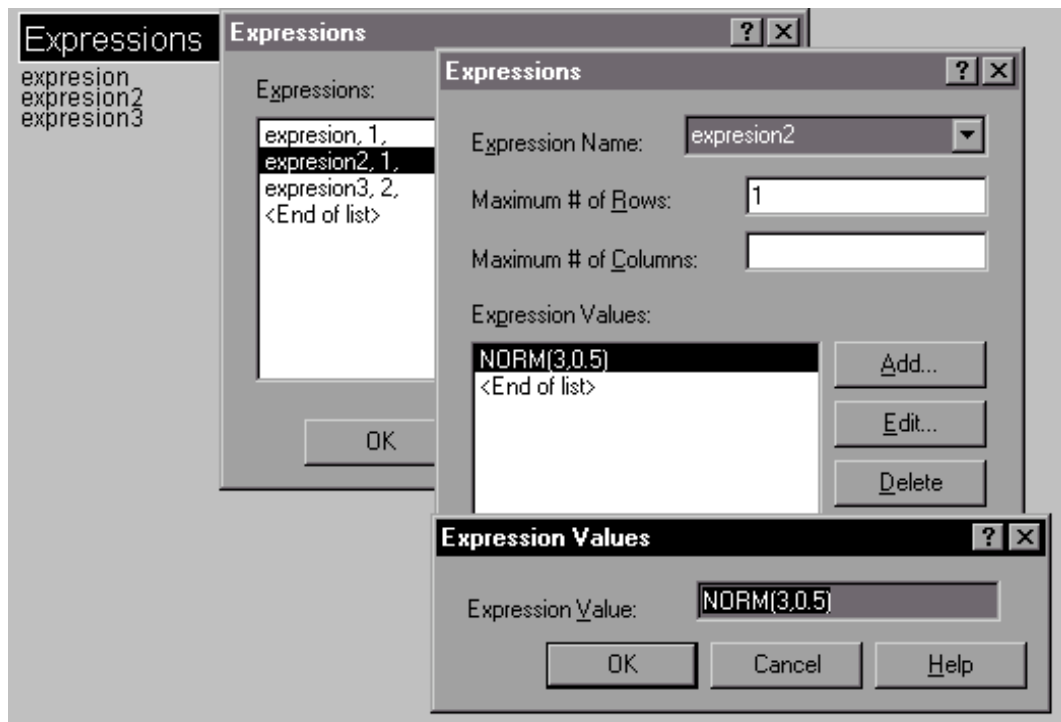 Expressions
expresion
expresion2
expresion3
Expressions
Expressions:
expresion, 1,
expresion2, 1,
expresion3, 2,
<End of list>
OK
Expressions
Expression Name:
expresion2
Maximum # of Rows:
1
Maximum # of Columns:
Expression Values:
NORM(3,0.5)
<End of list>
Add...
Edit...
Delete
Expression Values
Expression Value:
NORM(3,0.5)
OK
Cancel
Help